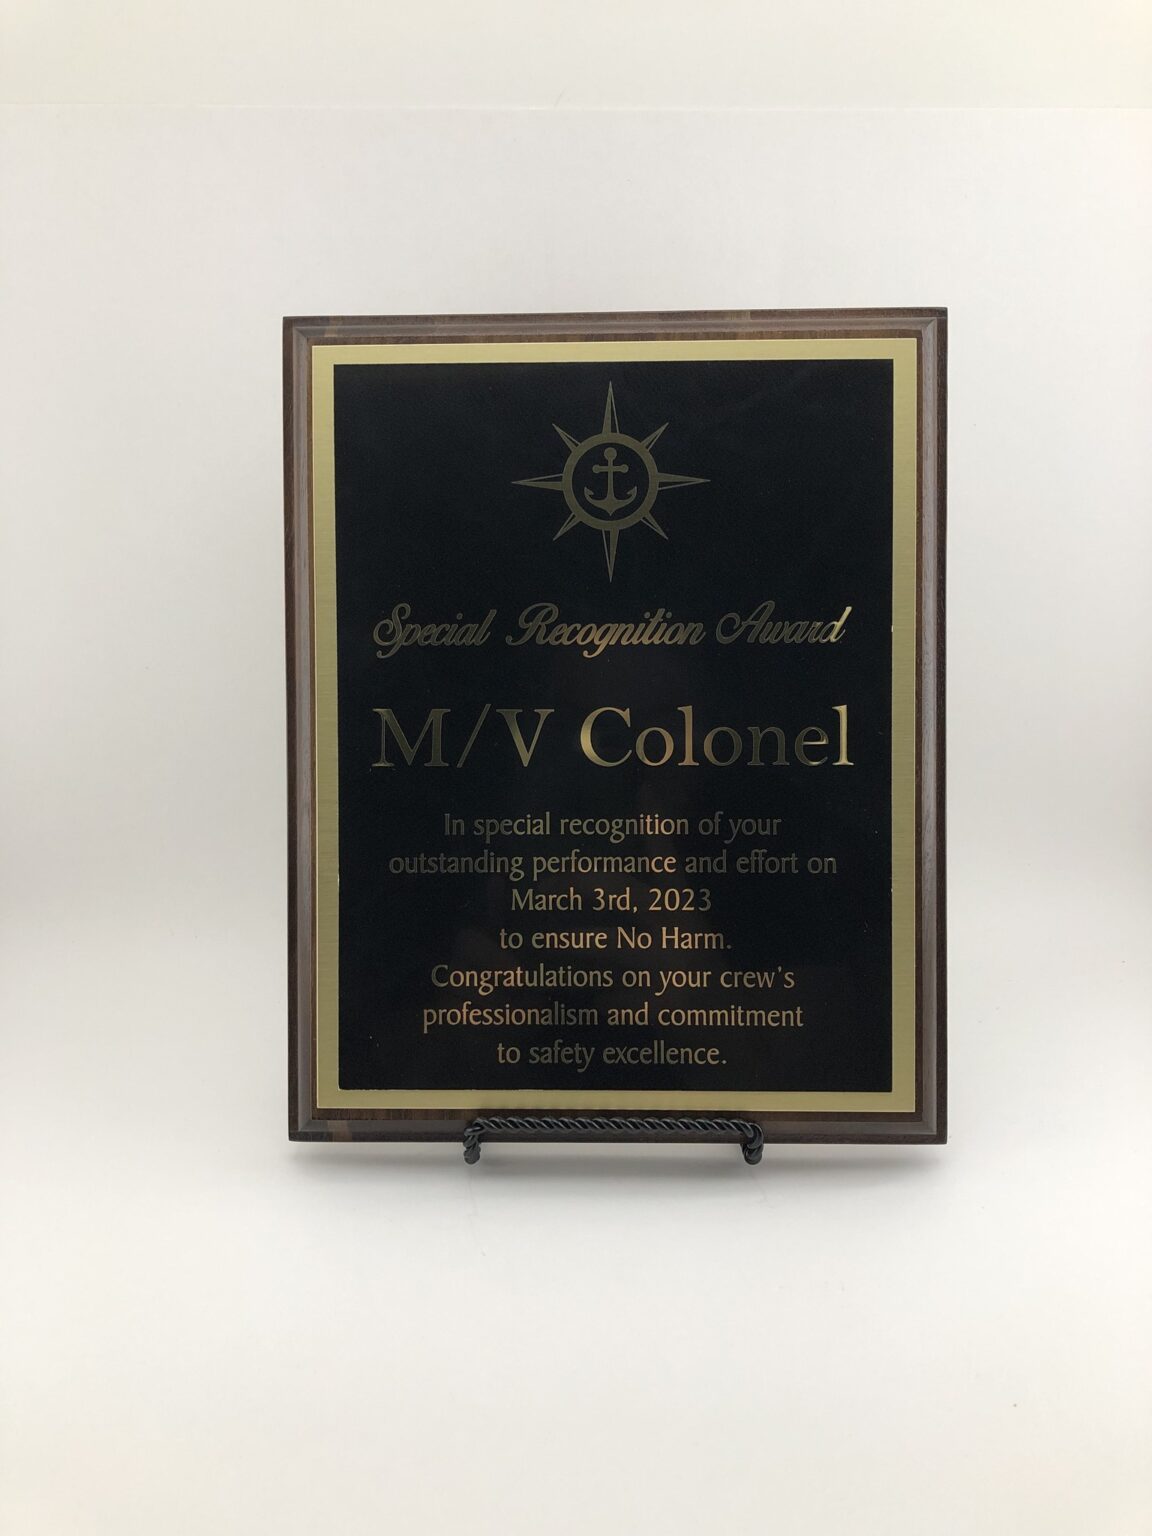 Special Recognition Award
M/V Colonel
In special recognition of your
outstanding performance and effort on
March 3rd, 2023
to ensure No Harm.
Congratulations on your crew's
professionalism and commitment
to safety excellence.